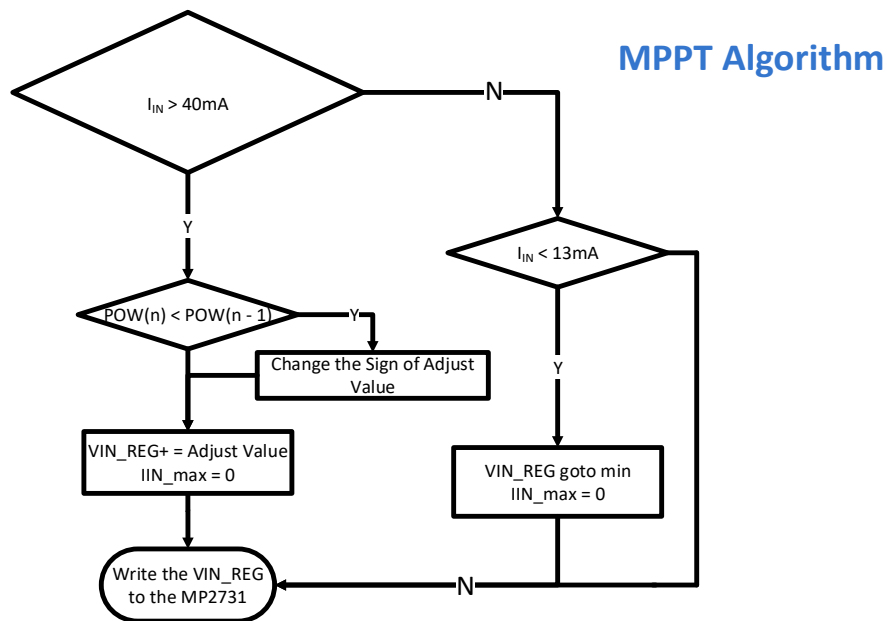 MPPT Algorithm
I_IN > 40mA
N
Y
I_IN < 13mA
POW(n) < POW(n - 1)
Y
Change the Sign of Adjust
Value
Y
VIN_REG+ = Adjust Value
IIN_max = 0
VIN_REG goto min
IIN_max = 0
Write the VIN_REG
to the MP2731
N